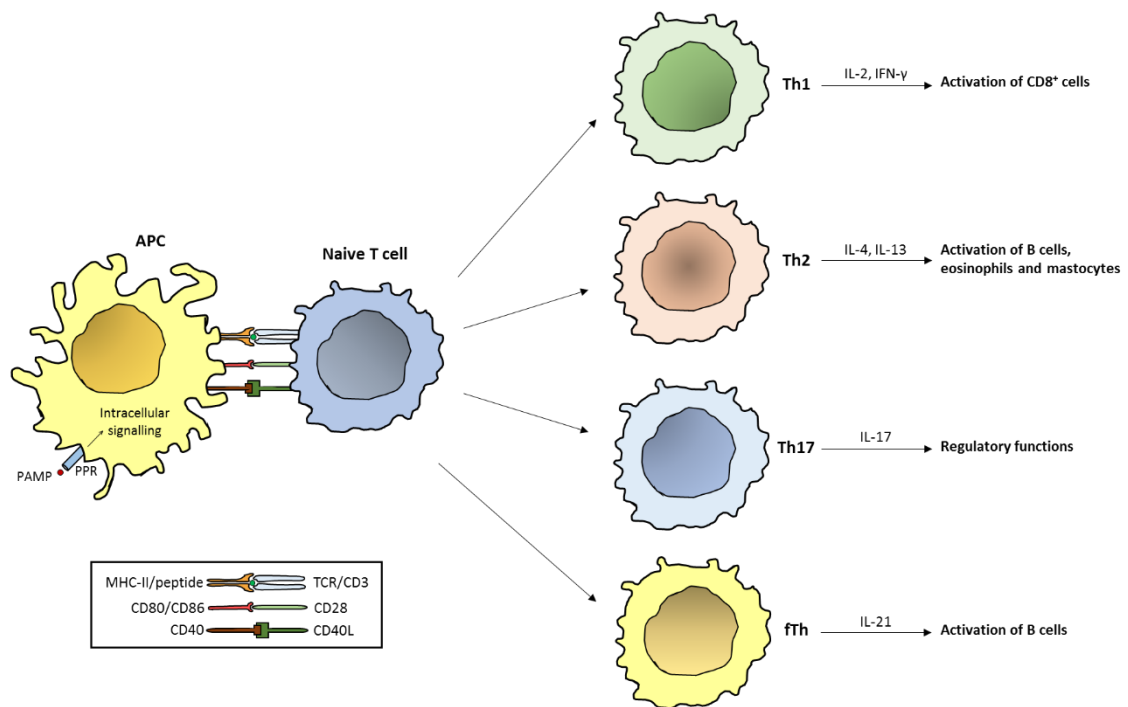 APC
Naive T cell
Intracellular
signalling
PAMP
PPR
MHC-II/peptide
TCR/CD3
CD80/CD86
CD28
CD40
CD40L
Th1
IL-2, IFN-γ
Activation of CD8⁺ cells
Th2
IL-4, IL-13
Activation of B cells,
eosinophils and mastocytes
Th17
IL-17
Regulatory functions
fTh
IL-21
Activation of B cells